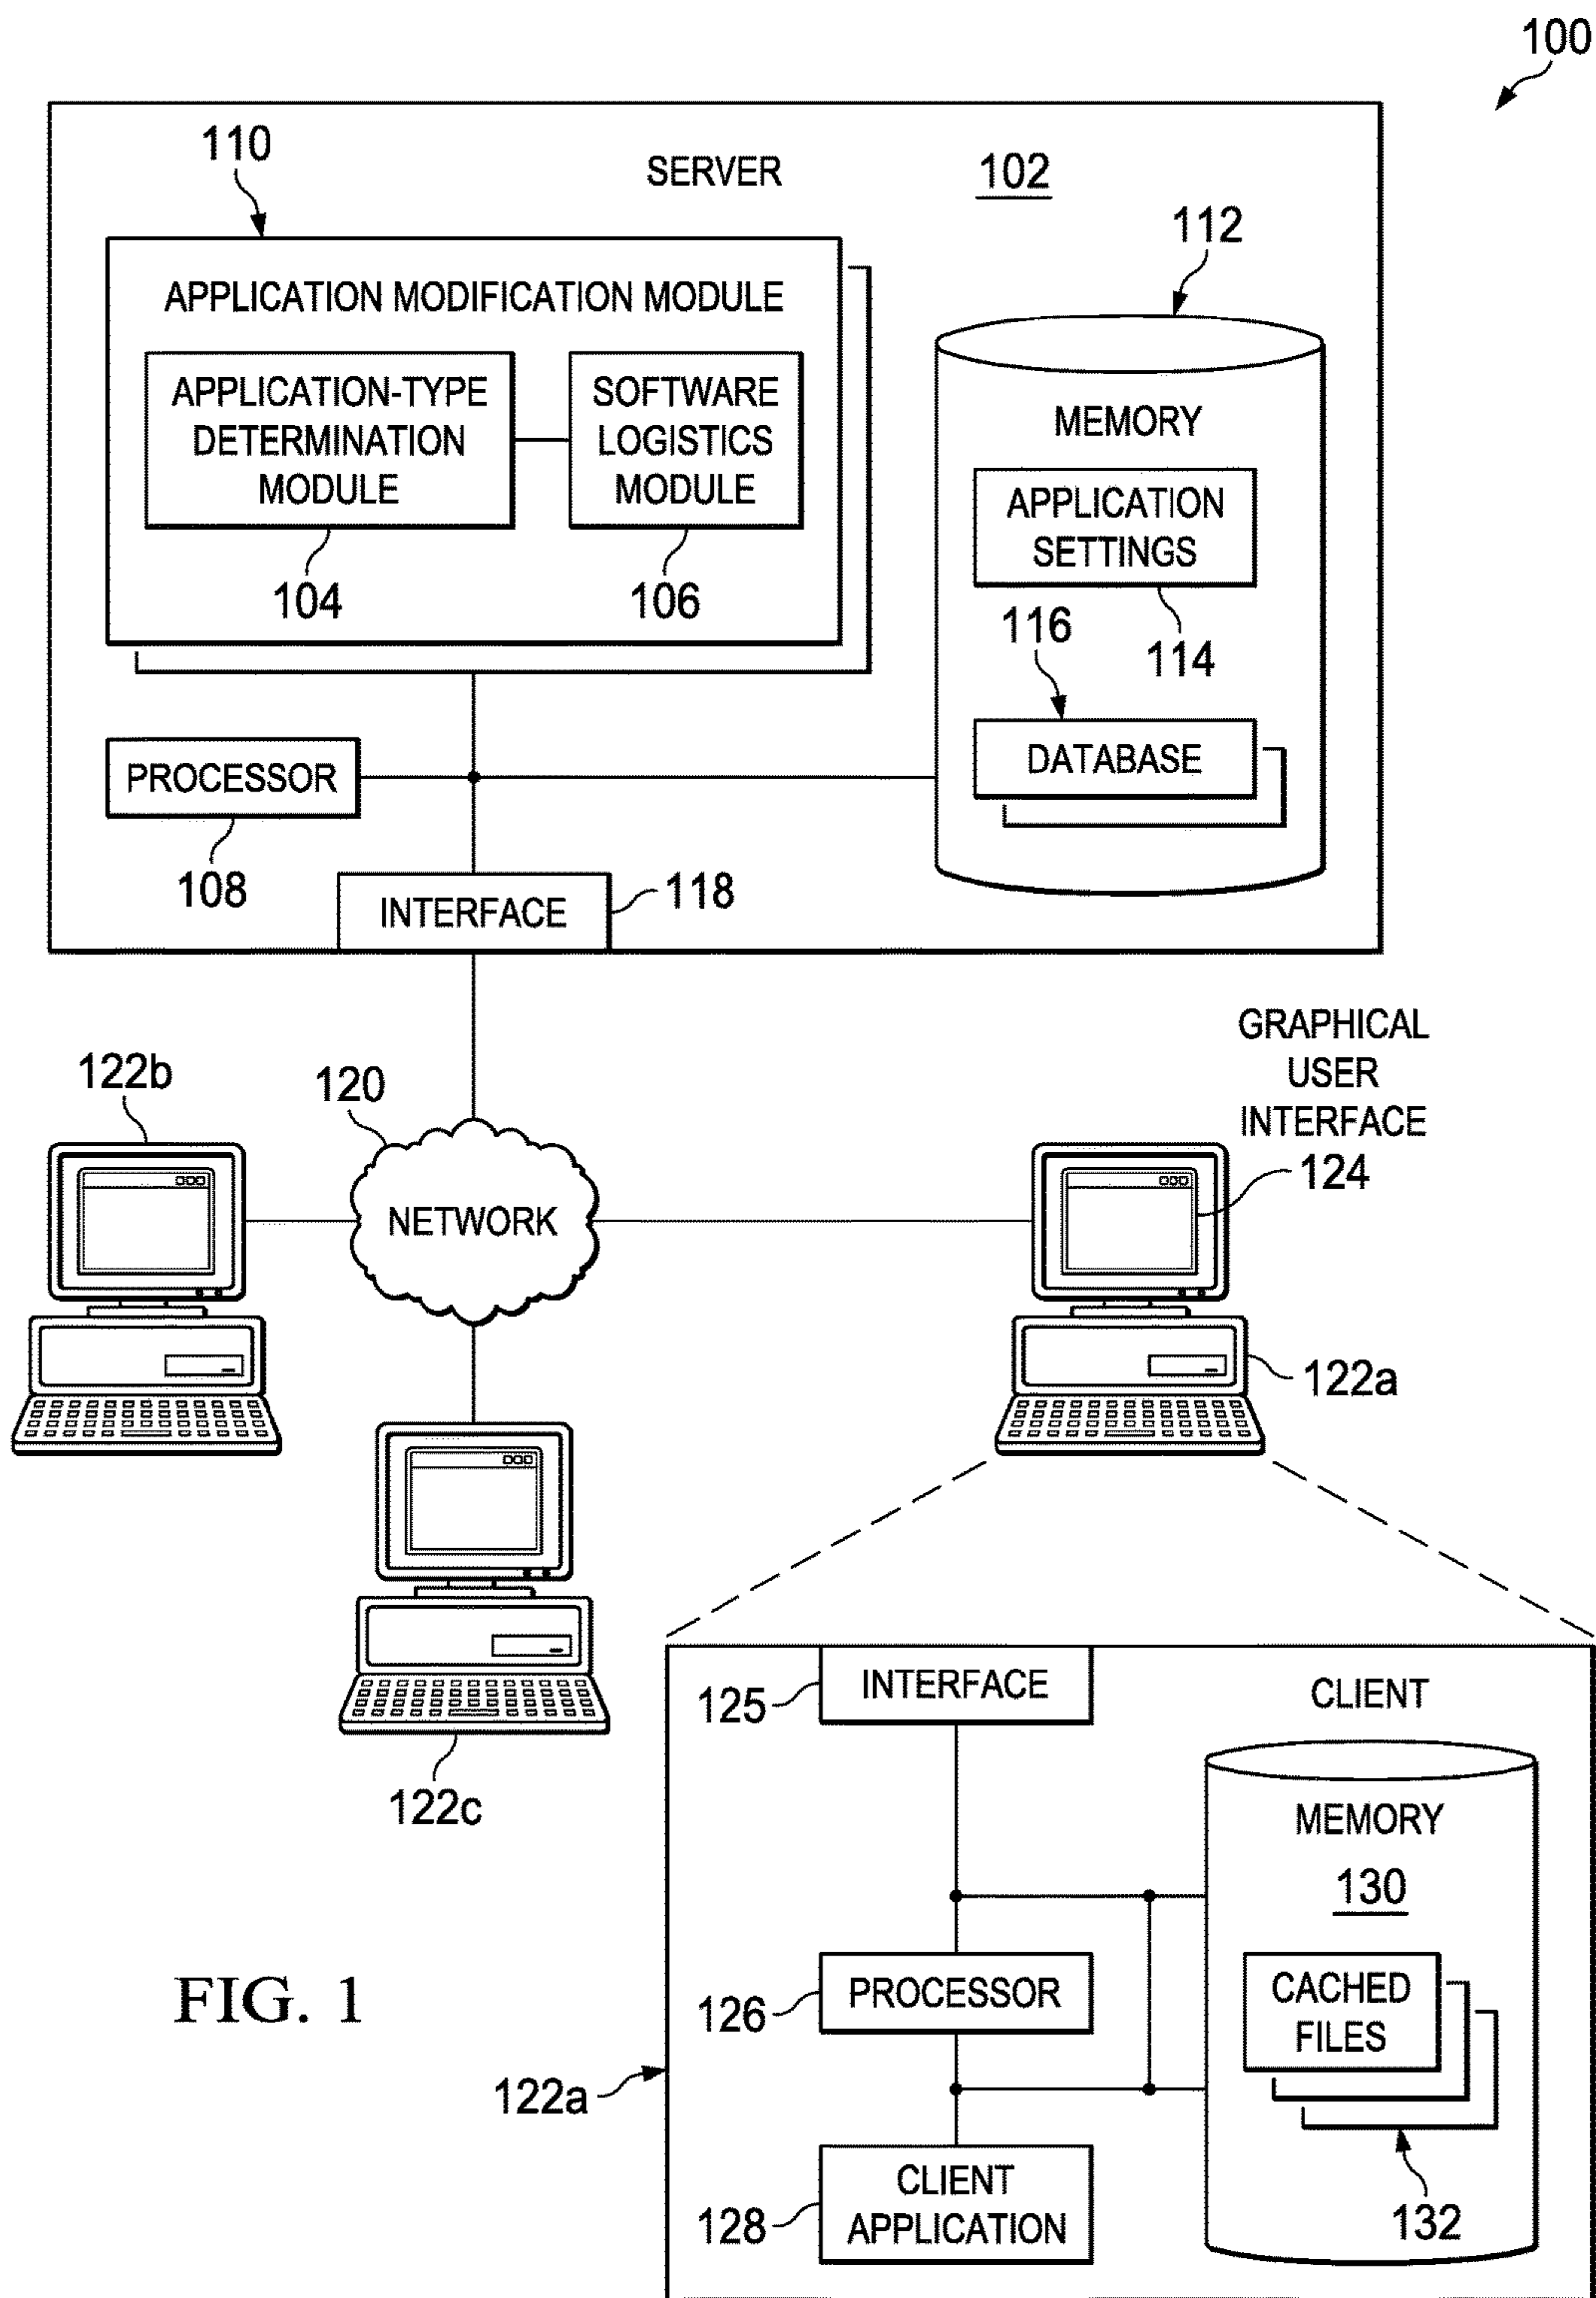 100
110
SERVER
102
112
APPLICATION MODIFICATION MODULE
APPLICATION-TYPE
DETERMINATION
MODULE
SOFTWARE
LOGISTICS
MODULE
104
106
MEMORY
APPLICATION
SETTINGS
114
116
DATABASE
PROCESSOR
108
INTERFACE
118
GRAPHICAL
USER
INTERFACE
124
122b
120
NETWORK
122a
122c
INTERFACE
125
CLIENT
MEMORY
130
PROCESSOR
126
CACHED
FILES
132
122a
CLIENT
APPLICATION
128
FIG. 1